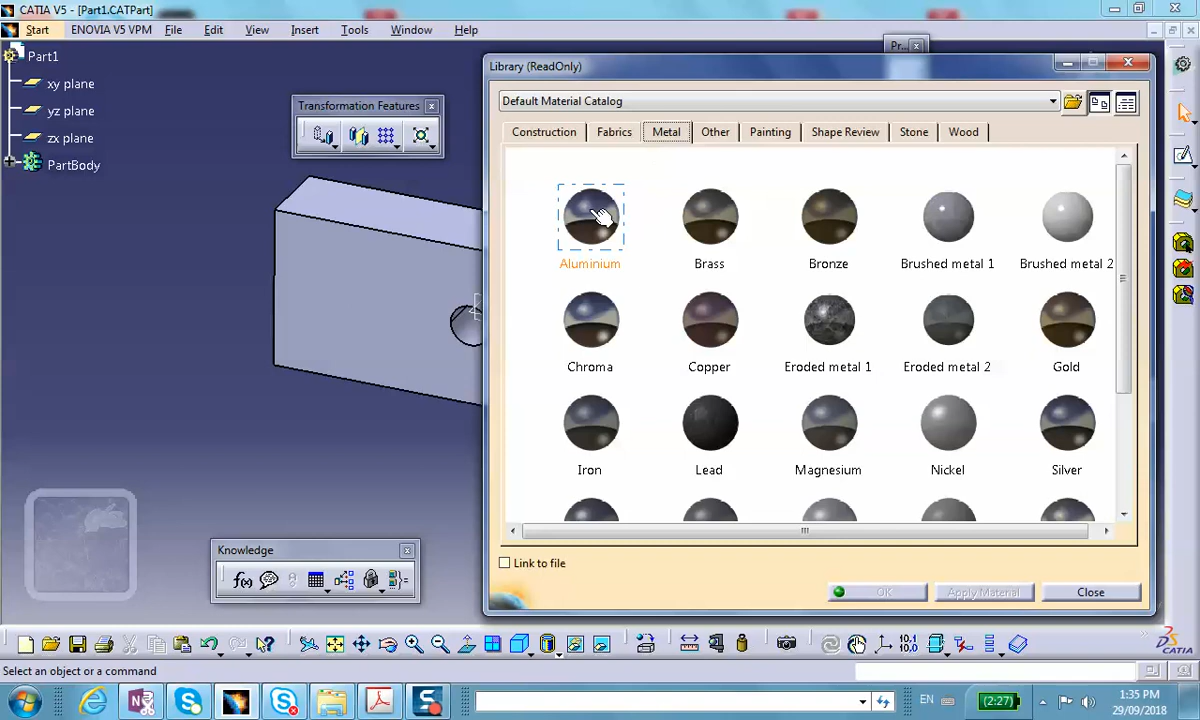 CATIA V5 - [Part1.CATPart]
Start ENOVIA V5 VPM File Edit View Insert Tools Window Help
Part1
xy plane
yz plane
zx plane
PartBody
Transformation Features
Pr...
Library (ReadOnly)
Default Material Catalog
Construction Fabrics Metal Other Painting Shape Review Stone Wood
Aluminium Brass Bronze Brushed metal 1 Brushed metal 2
Chroma Copper Eroded metal 1 Eroded metal 2 Gold
Iron Lead Magnesium Nickel Silver
Link to file
OK Apply Material Close
Knowledge
f(x)
10,1
CATIA
Select an object or a command
EN (2:27) 1:35 PM
29/09/2018